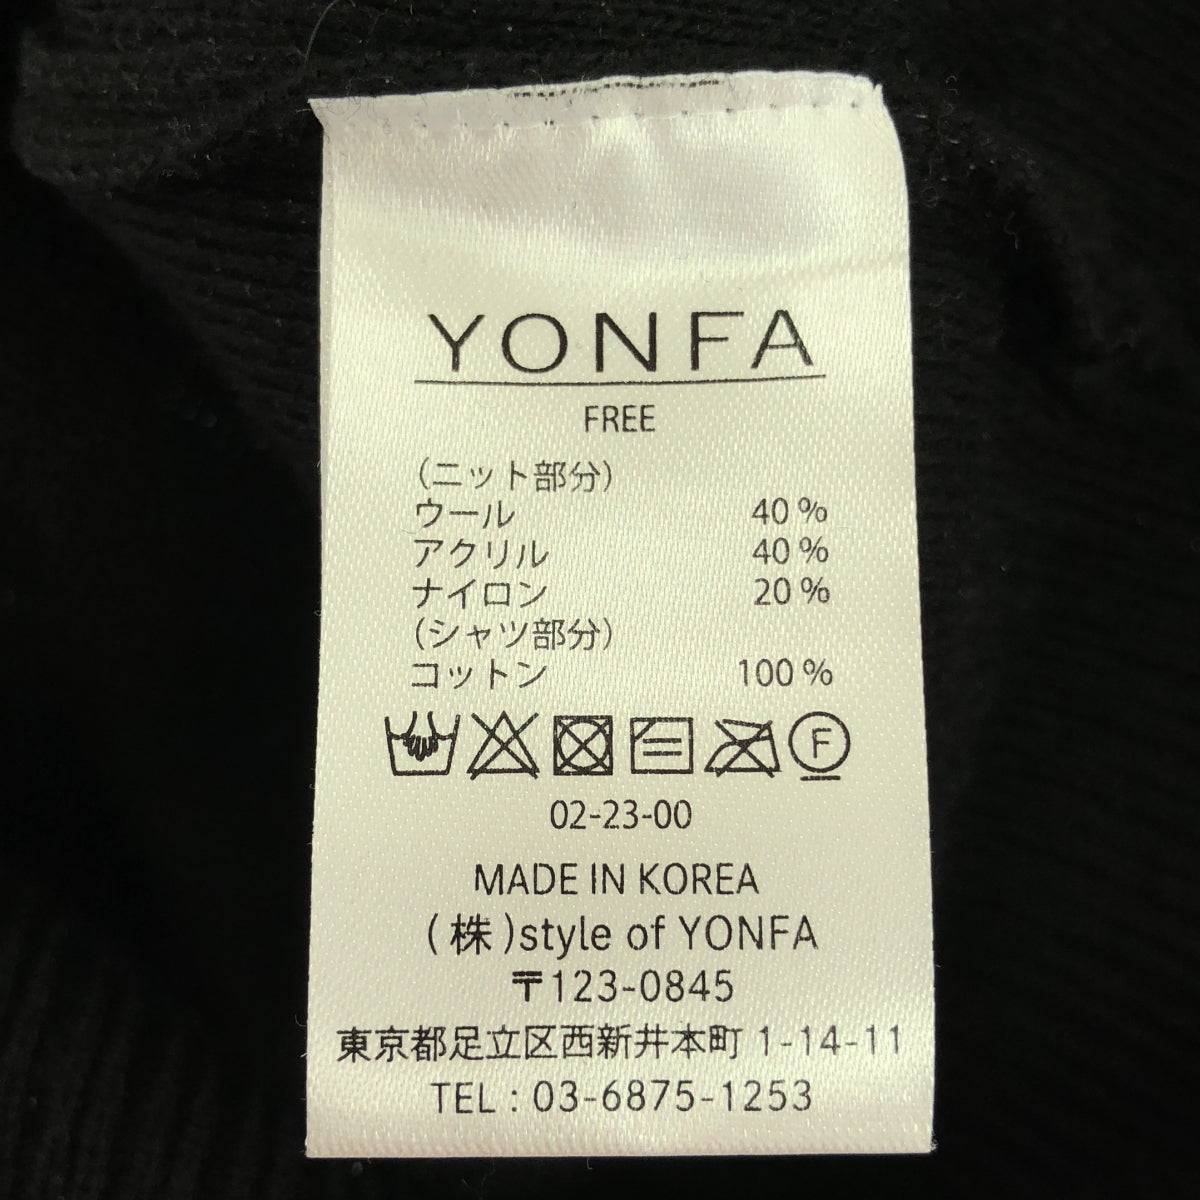 YONFA
FREE
(ニット部分)
ウール 40%
アクリル 40%
ナイロン 20%
(シャツ部分)
コットン 100%
F
02-23-00
MADE IN KOREA
(株)style of YONFA
〒123-0845
東京都足立区西新井本町 1-14-11
TEL : 03-6875-1253